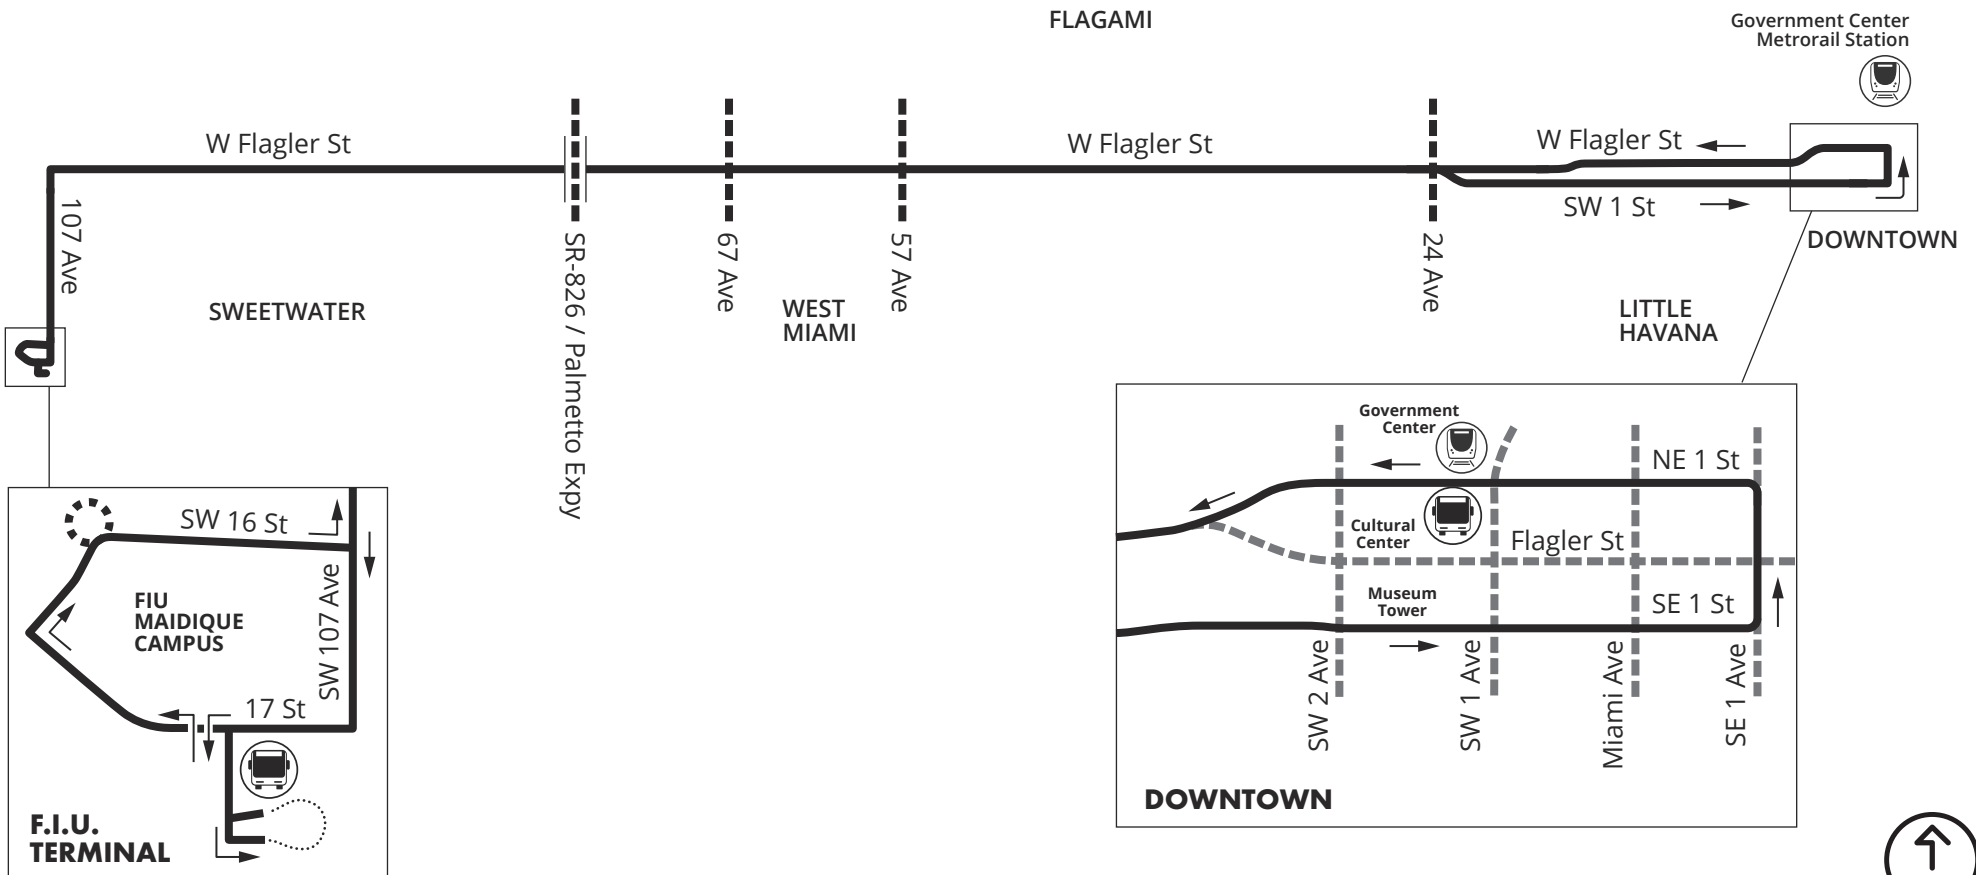 FLAGAMI
Government Center
Metrorail Station
W Flagler St
W Flagler St
W Flagler St
SW 1 St
DOWNTOWN
107 Ave
SR-826 / Palmetto Expy
67 Ave
57 Ave
24 Ave
SWEETWATER
WEST
MIAMI
LITTLE
HAVANA
SW 16 St
FIU
MAIDIQUE
CAMPUS
SW 107 Ave
17 St
F.I.U.
TERMINAL
Government
Center
NE 1 St
Cultural
Center
Flagler St
Museum
Tower
SE 1 St
SW 2 Ave
SW 1 Ave
Miami Ave
SE 1 Ave
DOWNTOWN